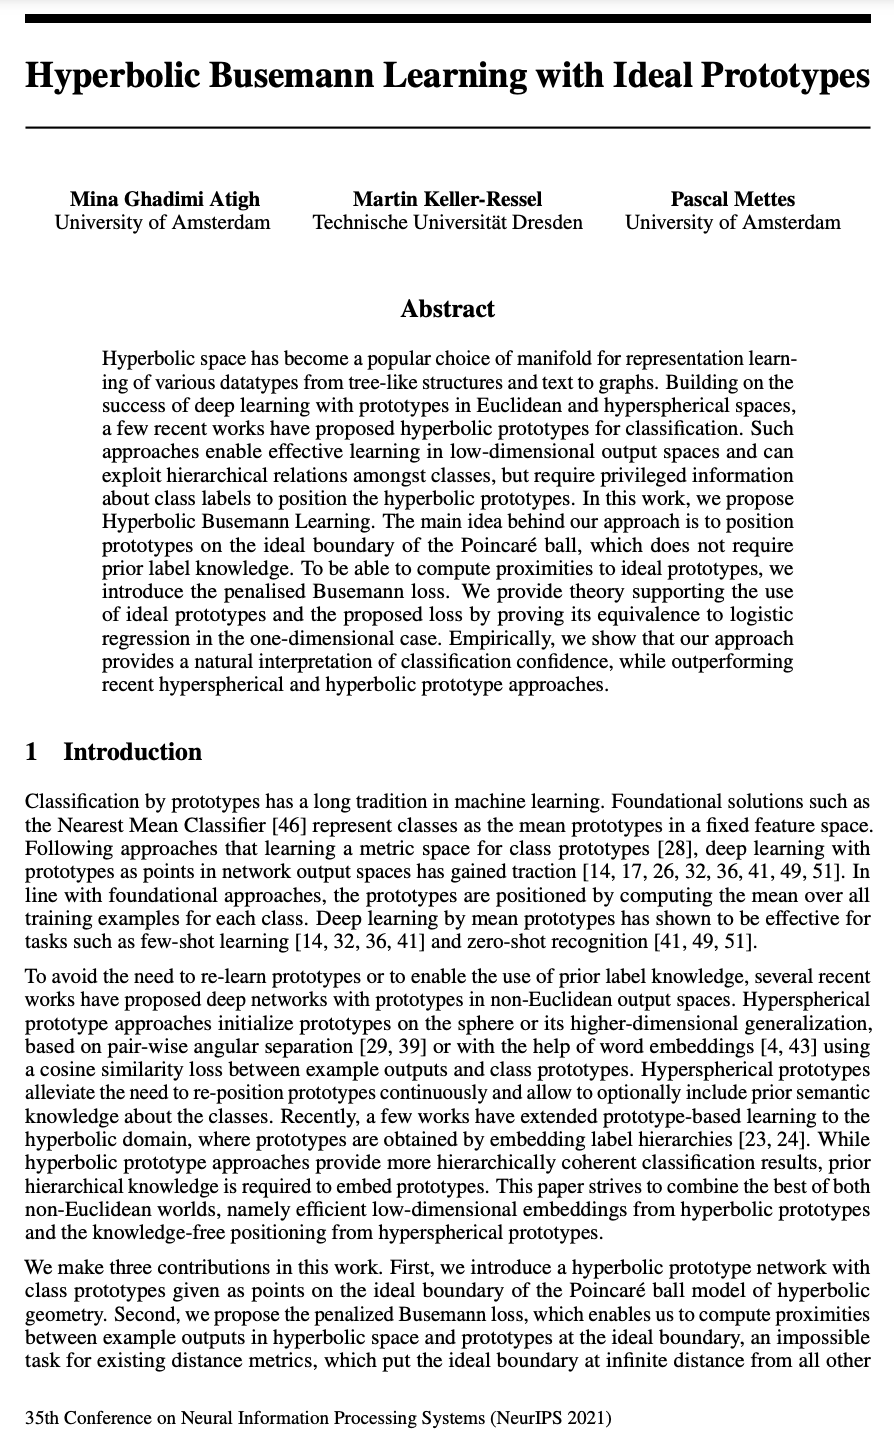 Hyperbolic Busemann Learning with Ideal Prototypes
Mina Ghadimi Atigh
University of Amsterdam
Martin Keller-Ressel
Technische Universität Dresden
Pascal Mettes
University of Amsterdam
Abstract
Hyperbolic space has become a popular choice of manifold for representation learn-
ing of various datatypes from tree-like structures and text to graphs. Building on the
success of deep learning with prototypes in Euclidean and hyperspherical spaces,
a few recent works have proposed hyperbolic prototypes for classification. Such
approaches enable effective learning in low-dimensional output spaces and can
exploit hierarchical relations amongst classes, but require privileged information
about class labels to position the hyperbolic prototypes. In this work, we propose
Hyperbolic Busemann Learning. The main idea behind our approach is to position
prototypes on the ideal boundary of the Poincaré ball, which does not require
prior label knowledge. To be able to compute proximities to ideal prototypes, we
introduce the penalised Busemann loss. We provide theory supporting the use
of ideal prototypes and the proposed loss by proving its equivalence to logistic
regression in the one-dimensional case. Empirically, we show that our approach
provides a natural interpretation of classification confidence, while outperforming
recent hyperspherical and hyperbolic prototype approaches.
1 Introduction
Classification by prototypes has a long tradition in machine learning. Foundational solutions such as
the Nearest Mean Classifier [46] represent classes as the mean prototypes in a fixed feature space.
Following approaches that learning a metric space for class prototypes [28], deep learning with
prototypes as points in network output spaces has gained traction [14, 17, 26, 32, 36, 41, 49, 51]. In
line with foundational approaches, the prototypes are positioned by computing the mean over all
training examples for each class. Deep learning by mean prototypes has shown to be effective for
tasks such as few-shot learning [14, 32, 36, 41] and zero-shot recognition [41, 49, 51].
To avoid the need to re-learn prototypes or to enable the use of prior label knowledge, several recent
works have proposed deep networks with prototypes in non-Euclidean output spaces. Hyperspherical
prototype approaches initialize prototypes on the sphere or its higher-dimensional generalization,
based on pair-wise angular separation [29, 39] or with the help of word embeddings [4, 43] using
a cosine similarity loss between example outputs and class prototypes. Hyperspherical prototypes
alleviate the need to re-position prototypes continuously and allow to optionally include prior semantic
knowledge about the classes. Recently, a few works have extended prototype-based learning to the
hyperbolic domain, where prototypes are obtained by embedding label hierarchies [23, 24]. While
hyperbolic prototype approaches provide more hierarchically coherent classification results, prior
hierarchical knowledge is required to embed prototypes. This paper strives to combine the best of both
non-Euclidean worlds, namely efficient low-dimensional embeddings from hyperbolic prototypes
and the knowledge-free positioning from hyperspherical prototypes.
We make three contributions in this work. First, we introduce a hyperbolic prototype network with
class prototypes given as points on the ideal boundary of the Poincaré ball model of hyperbolic
geometry. Second, we propose the penalized Busemann loss, which enables us to compute proximities
between example outputs in hyperbolic space and prototypes at the ideal boundary, an impossible
task for existing distance metrics, which put the ideal boundary at infinite distance from all other
35th Conference on Neural Information Processing Systems (NeurIPS 2021)